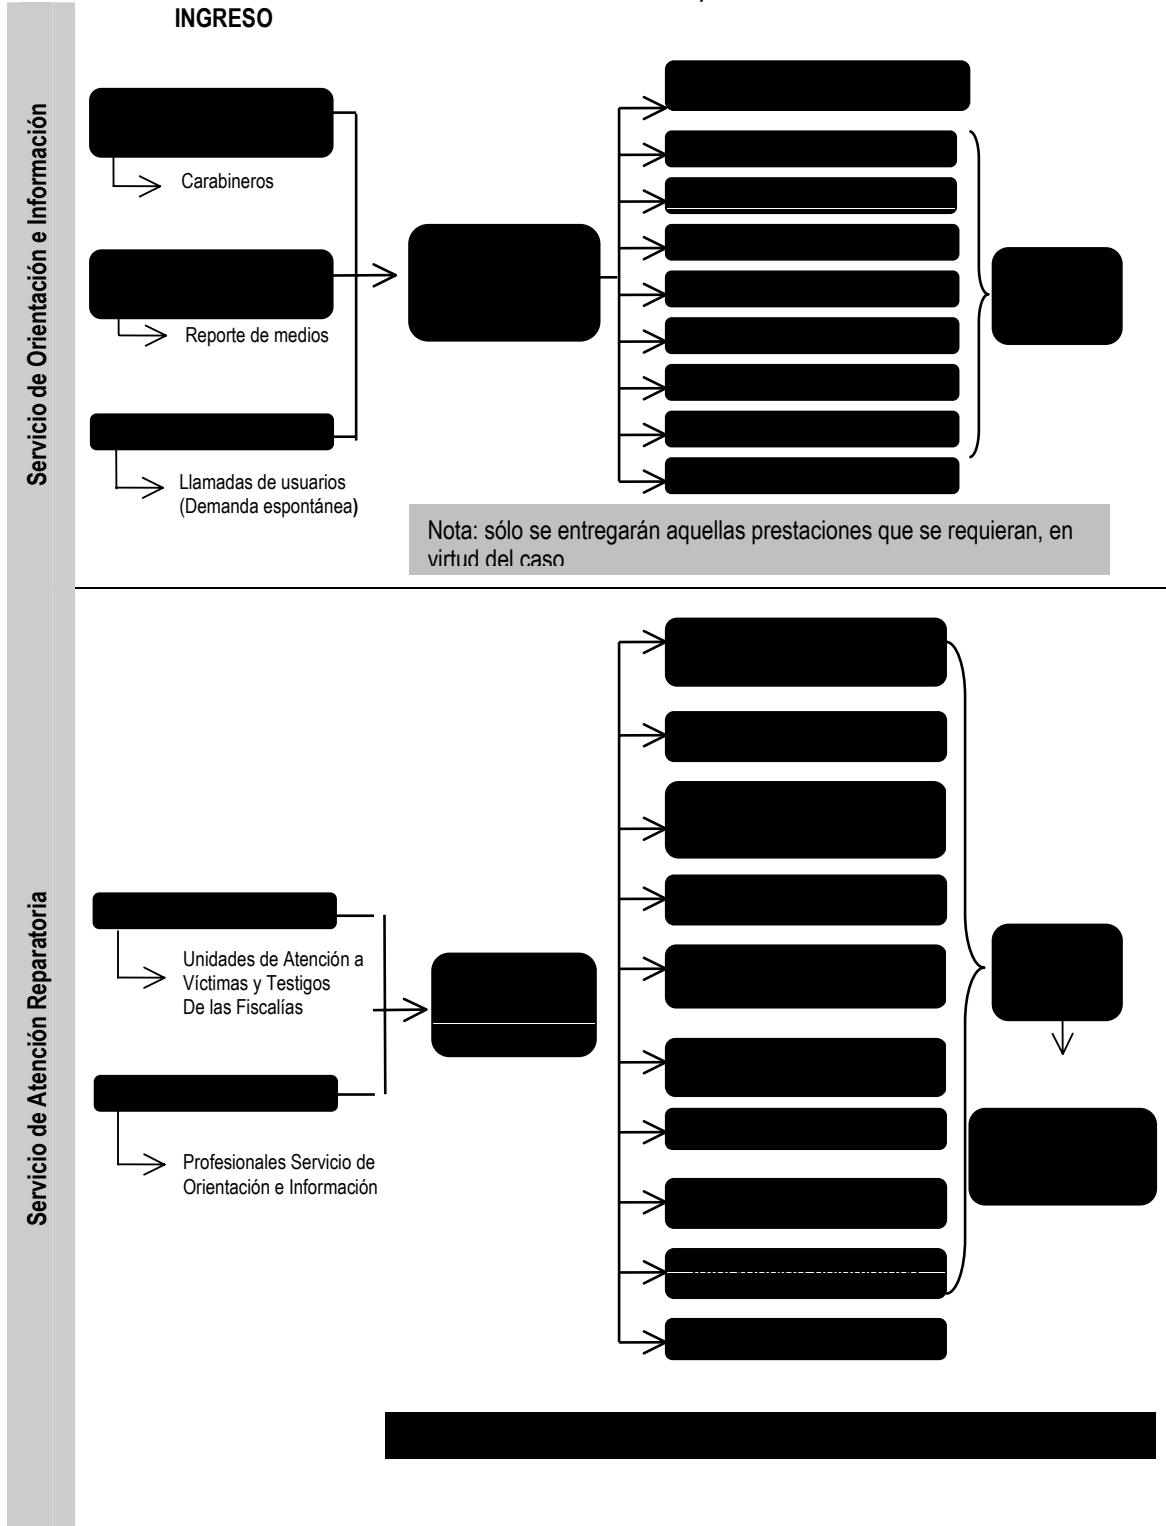 INGRESO
Servicio de Orientación e Información
Carabineros
Reporte de medios
Llamadas de usuarios
(Demanda espontánea)
Nota: sólo se entregarán aquellas prestaciones que se requieran, en
virtud del caso
Servicio de Atención Reparatoria
Unidades de Atención a
Víctimas y Testigos
De las Fiscalías
Profesionales Servicio de
Orientación e Información